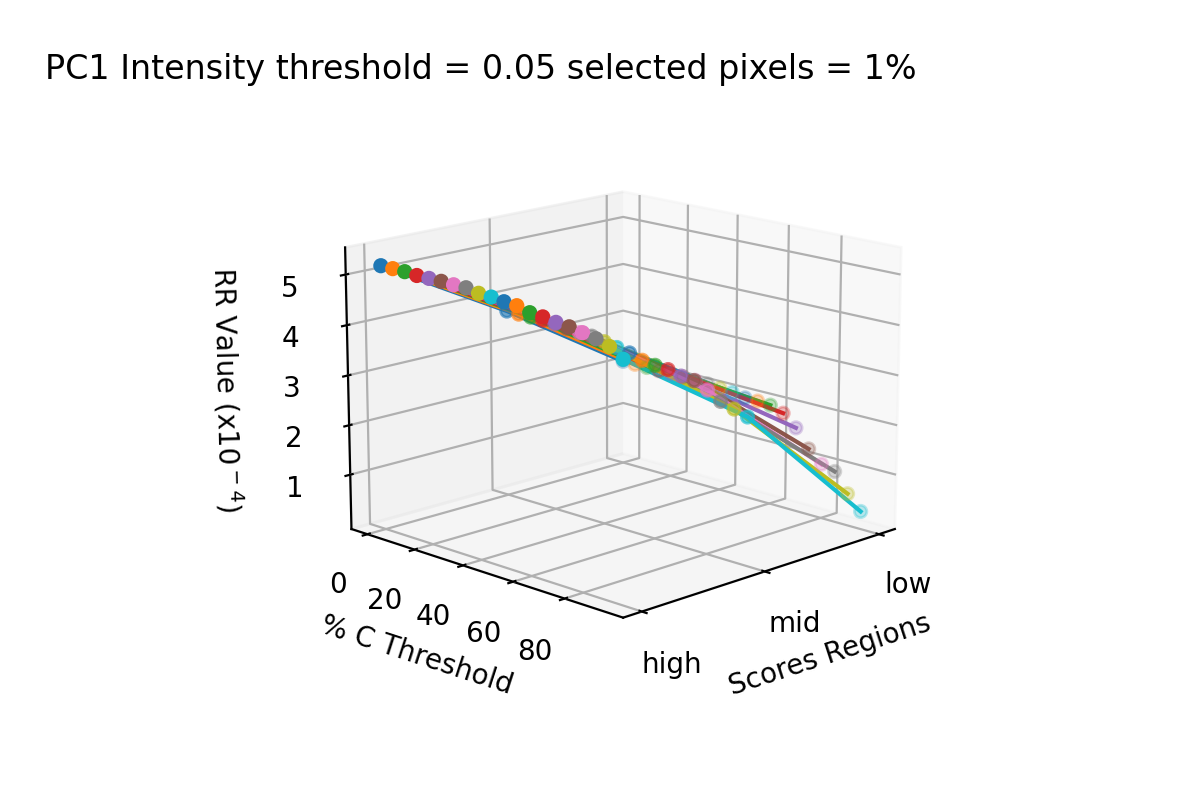 PC1 Intensity threshold = 0.05 selected pixels = 1%
RR Value (x10⁻⁴)
5
4
3
2
1
0
20
40
60
80
% C Threshold
high
mid
low
Scores Regions